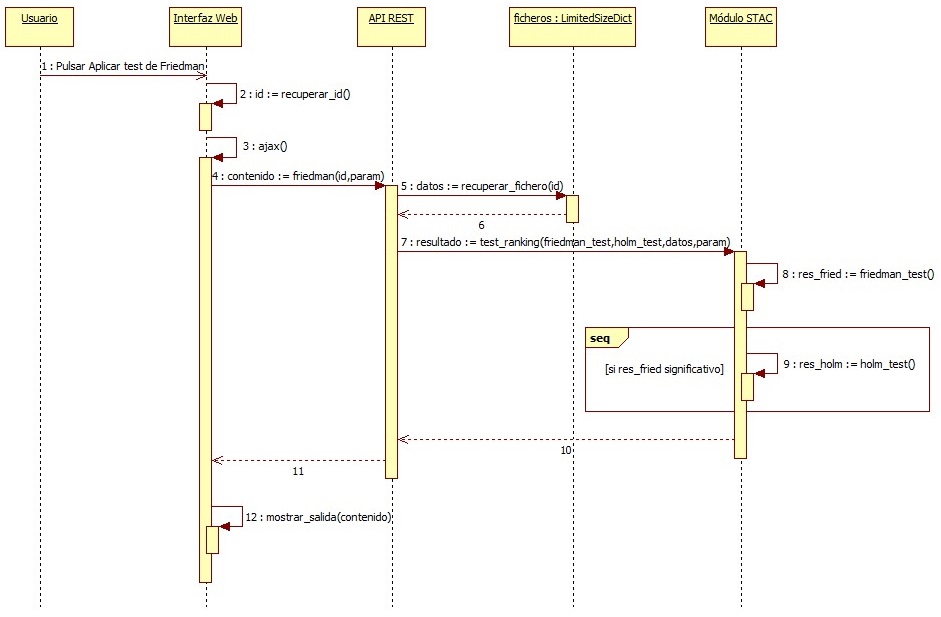 Usuario
Interfaz Web
API REST
ficheros : LimitedSizeDict
Módulo STAC
1 : Pulsar Aplicar test de Friedman
2 : id := recuperar_id()
3 : ajax()
4 : contenido := friedman(id,param)
5 : datos := recuperar_fichero(id)
6
7 : resultado := test_ranking(friedman_test,holm_test,datos,param)
8 : res_fried := friedman_test()
seq
[si res_fried significativo]
9 : res_holm := holm_test()
10
11
12 : mostrar_salida(contenido)